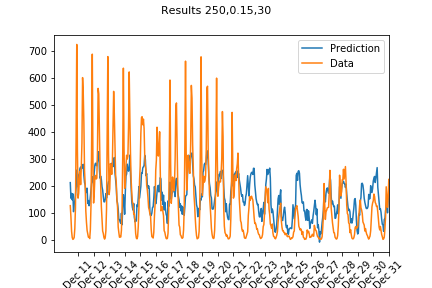 Results 250,0.15,30
Prediction
Data
700
600
500
400
300
200
100
0
Dec 11
Dec 12
Dec 13
Dec 14
Dec 15
Dec 16
Dec 17
Dec 18
Dec 19
Dec 20
Dec 21
Dec 22
Dec 23
Dec 24
Dec 25
Dec 26
Dec 27
Dec 28
Dec 29
Dec 30
Dec 31